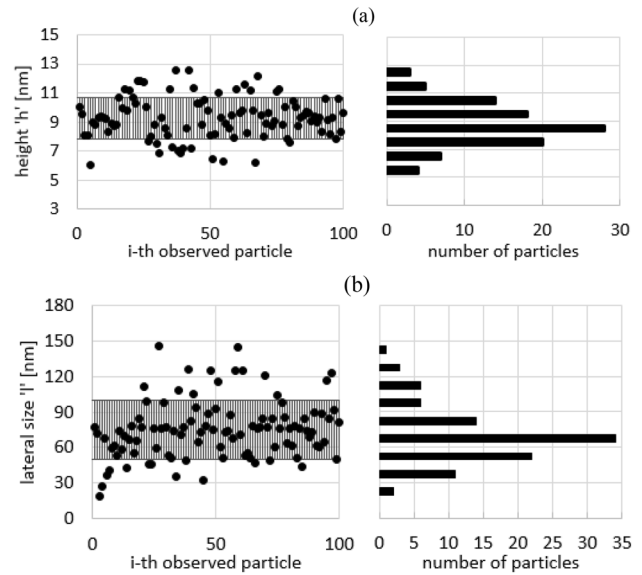 (a)
height 'h' [nm]
15
13
11
9
7
5
3
0 50 100
i-th observed particle
0 10 20 30
number of particles
(b)
lateral size 'l' [nm]
180
150
120
90
60
30
0
0 50 100
i-th observed particle
0 5 10 15 20 25 30 35
number of particles